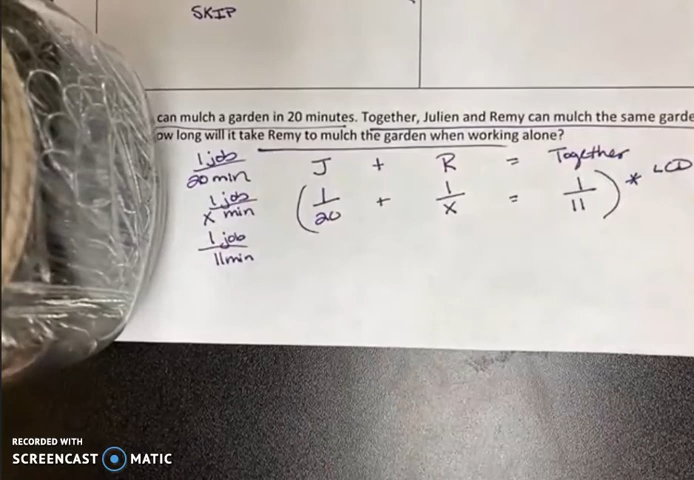 SKIP
can mulch a garden in 20 minutes. Together, Julien and Remy can mulch the same garde
ow long will it take Remy to mulch the garden when working alone?
1 job / 20 min
J + R = Together
1 job / x min
(1/20 + 1/x = 1/11) * LCD
1 job / 11 min
RECORDED WITH
SCREENCAST MATIC